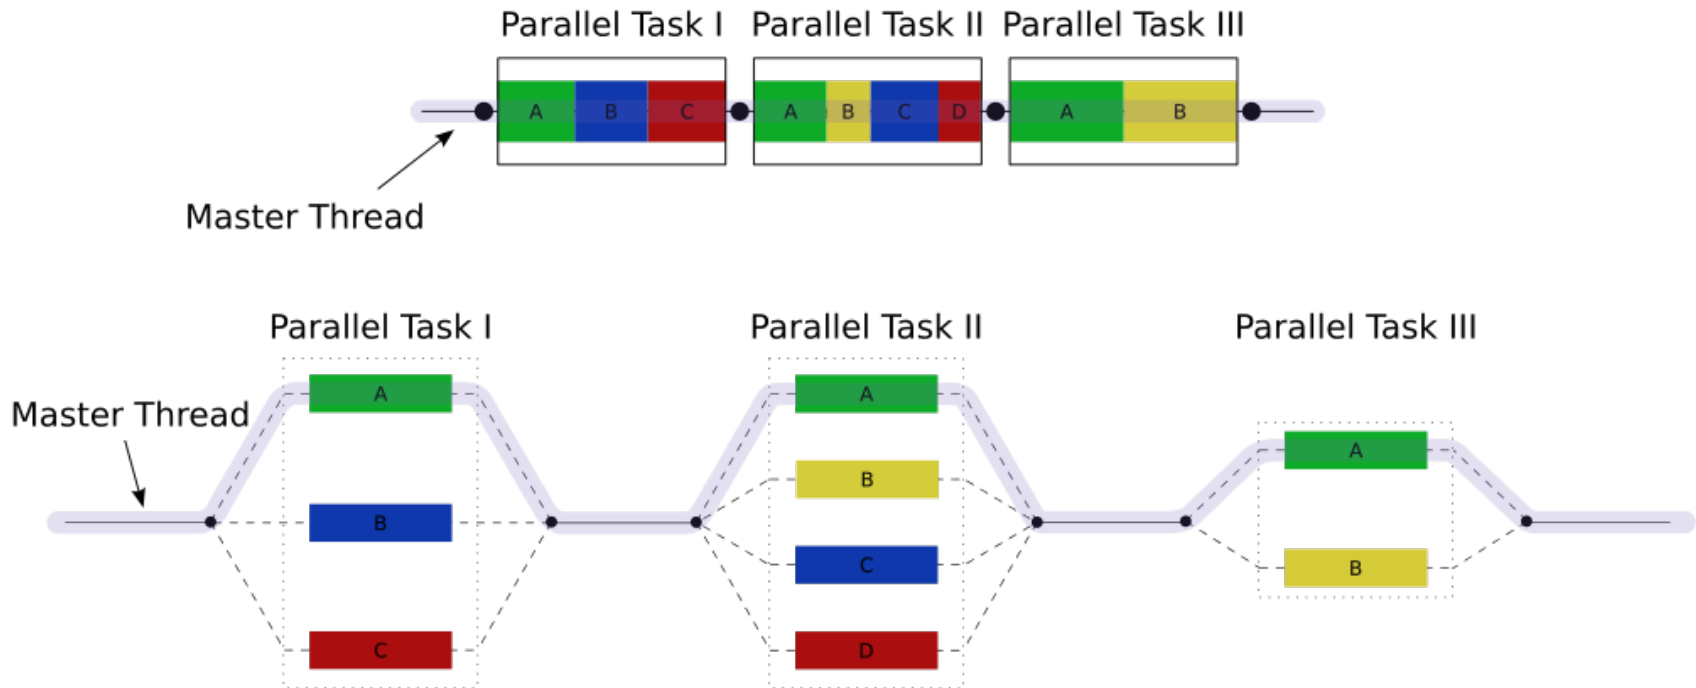 Parallel Task I
Parallel Task II
Parallel Task III
A
B
C
A
B
C
D
A
B
Master Thread
Parallel Task I
Parallel Task II
Parallel Task III
Master Thread
A
B
C
A
B
C
D
A
B